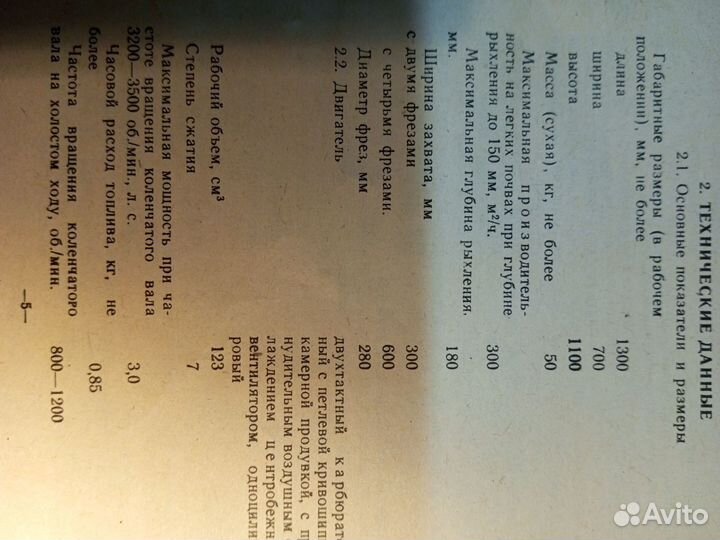 2. ТЕХНИЧЕСКИЕ ДАННЫЕ
2.1. Основные показатели и размеры
Габаритные размеры (в рабочем
положении), мм, не более
длина 1300
ширина 700
высота 1100
Масса (сухая), кг, не более 50
Максимальная производитель-
ность на легких почвах при глубине
рыхления до 150 мм, м²/ч. 300
Максимальная глубина рыхления,
мм. 180
Ширина захвата, мм
с двумя фрезами 300
с четырьмя фрезами. 600
Диаметр фрез, мм 280
2.2. Двигатель двухтактный карбюрат
ный с петлевой кривошип
камерной продувкой, с п
нудительным воздушным
лаждением центробежн
вентилятором, одноцили
ровый
Рабочий объем, см³ 123
Степень сжатия 7
Максимальная мощность при ча-
стоте вращения коленчатого вала
3200—3500 об./мин., л. с. 3,0
Часовой расход топлива, кг, не
более 0,85
Частота вращения коленчатого
вала на холостом ходу, об./мин. 800—1200
—5—
Avito